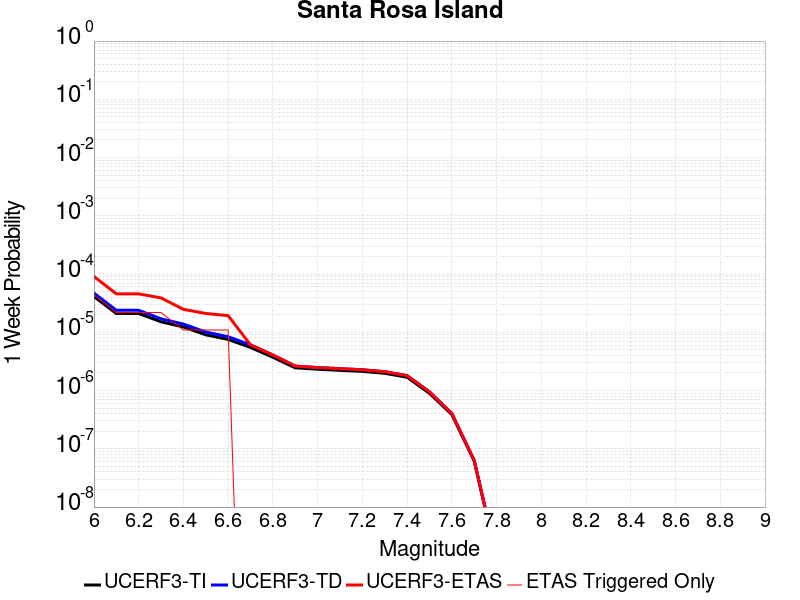 Santa Rosa Island
10^0
10^-1
10^-2
10^-3
10^-4
10^-5
10^-6
10^-7
10^-8
1 Week Probability
6 6.2 6.4 6.6 6.8 7 7.2 7.4 7.6 7.8 8 8.2 8.4 8.6 8.8 9
Magnitude
UCERF3-TI UCERF3-TD UCERF3-ETAS ETAS Triggered Only